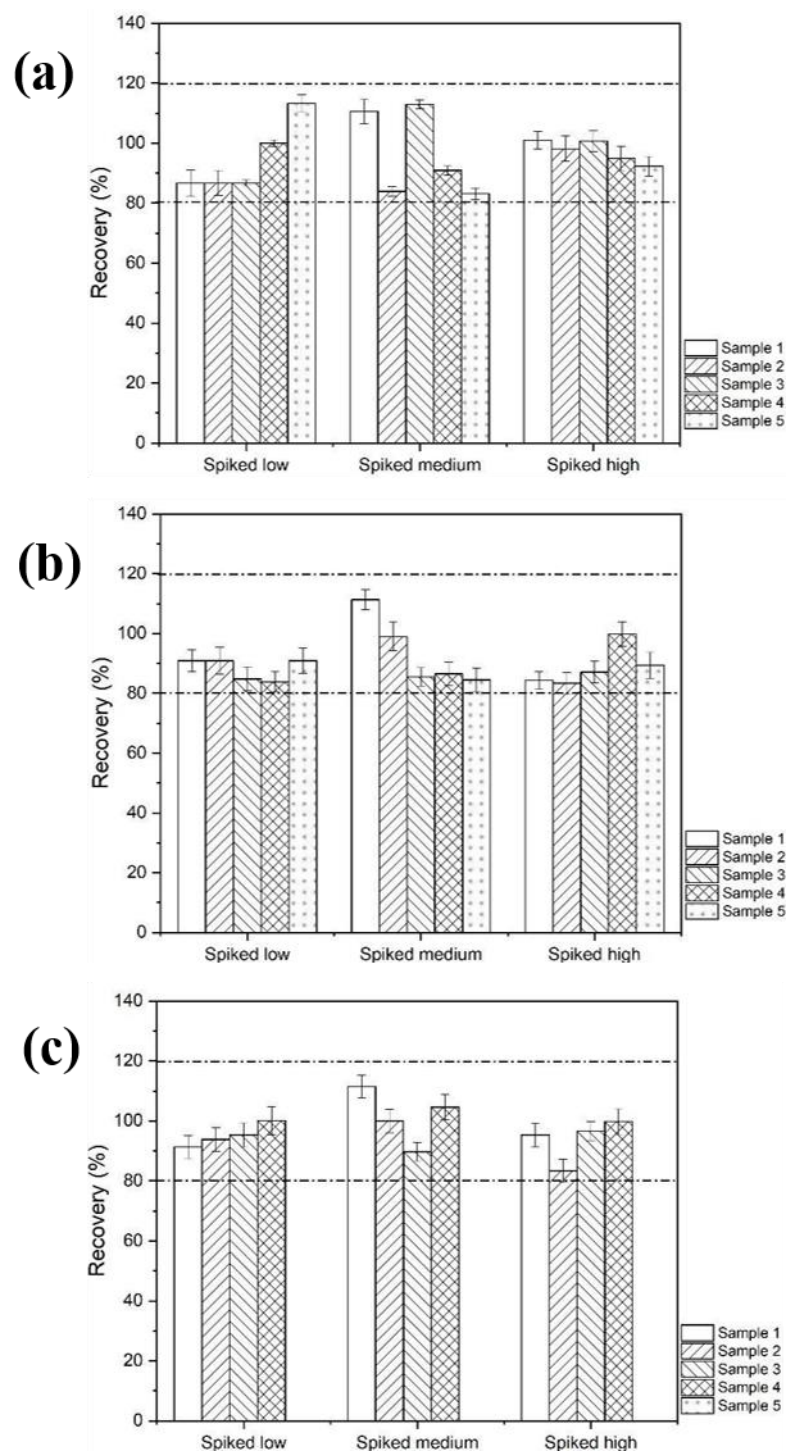 (a)
Recovery (%)
140
120
100
80
60
40
20
0
Spiked low Spiked medium Spiked high
Sample 1
Sample 2
Sample 3
Sample 4
Sample 5
(b)
Recovery (%)
140
120
100
80
60
40
20
0
Spiked low Spiked medium Spiked high
Sample 1
Sample 2
Sample 3
Sample 4
Sample 5
(c)
Recovery (%)
140
120
100
80
60
40
20
0
Spiked low Spiked medium Spiked high
Sample 1
Sample 2
Sample 3
Sample 4
Sample 5